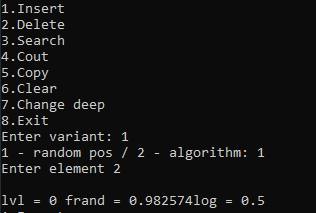 1.Insert
2.Delete
3.Search
4.Cout
5.Copy
6.Clear
7.Change deep
8.Exit
Enter variant: 1
1 - random pos / 2 - algorithm: 1
Enter element 2
lvl = 0 frand = 0.982574log = 0.5